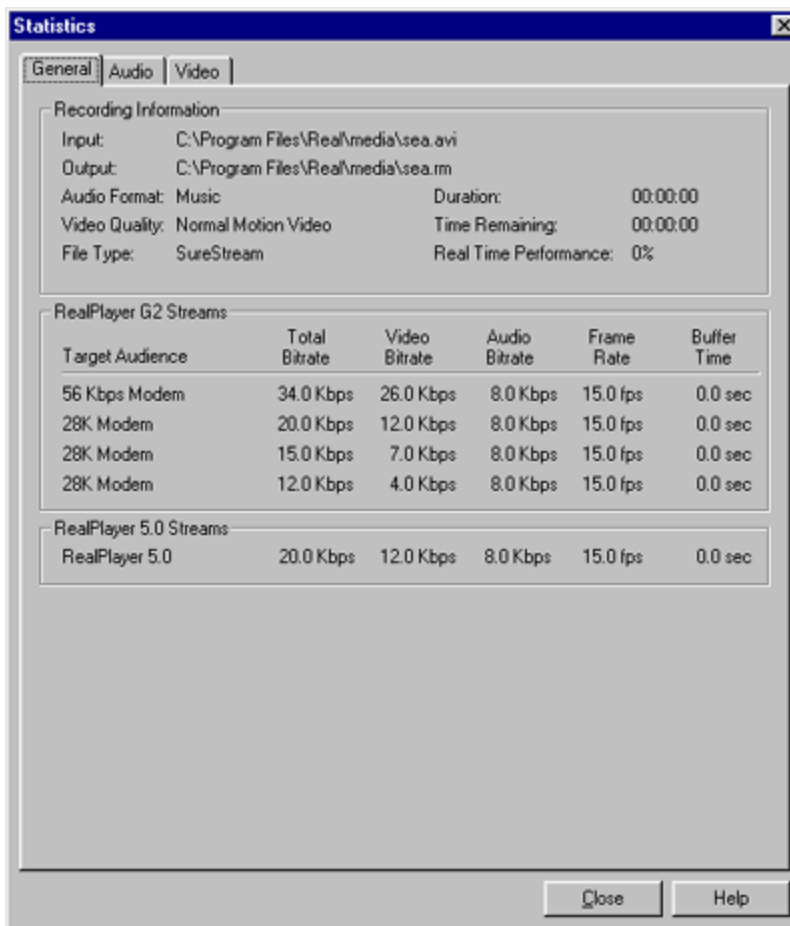 Statistics
General Audio Video
Recording Information
Input: C:\Program Files\Real\media\sea.avi
Output: C:\Program Files\Real\media\sea.rm
Audio Format: Music Duration: 00:00:00
Video Quality: Normal Motion Video Time Remaining: 00:00:00
File Type: SureStream Real Time Performance: 0%
RealPlayer G2 Streams
Target Audience Total Bitrate Video Bitrate Audio Bitrate Frame Rate Buffer Time
56 Kbps Modem 34.0 Kbps 26.0 Kbps 8.0 Kbps 15.0 fps 0.0 sec
28K Modem 20.0 Kbps 12.0 Kbps 8.0 Kbps 15.0 fps 0.0 sec
28K Modem 15.0 Kbps 7.0 Kbps 8.0 Kbps 15.0 fps 0.0 sec
28K Modem 12.0 Kbps 4.0 Kbps 8.0 Kbps 15.0 fps 0.0 sec
RealPlayer 5.0 Streams
RealPlayer 5.0 20.0 Kbps 12.0 Kbps 8.0 Kbps 15.0 fps 0.0 sec
Close Help